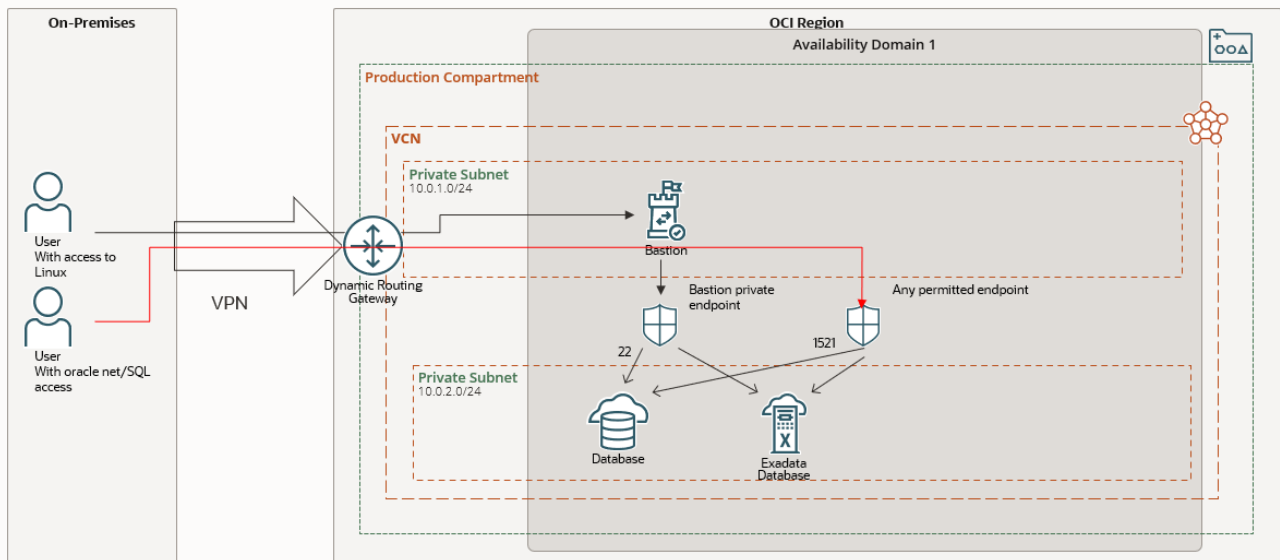 On-Premises
OCI Region
Availability Domain 1
Production Compartment
VCN
Private Subnet
10.0.1.0/24
User
With access to
Linux
Bastion
Dynamic Routing
Gateway
VPN
Bastion private
endpoint
Any permitted endpoint
User
With oracle net/SQL
access
22
1521
Private Subnet
10.0.2.0/24
Database
X
Exadata
Database